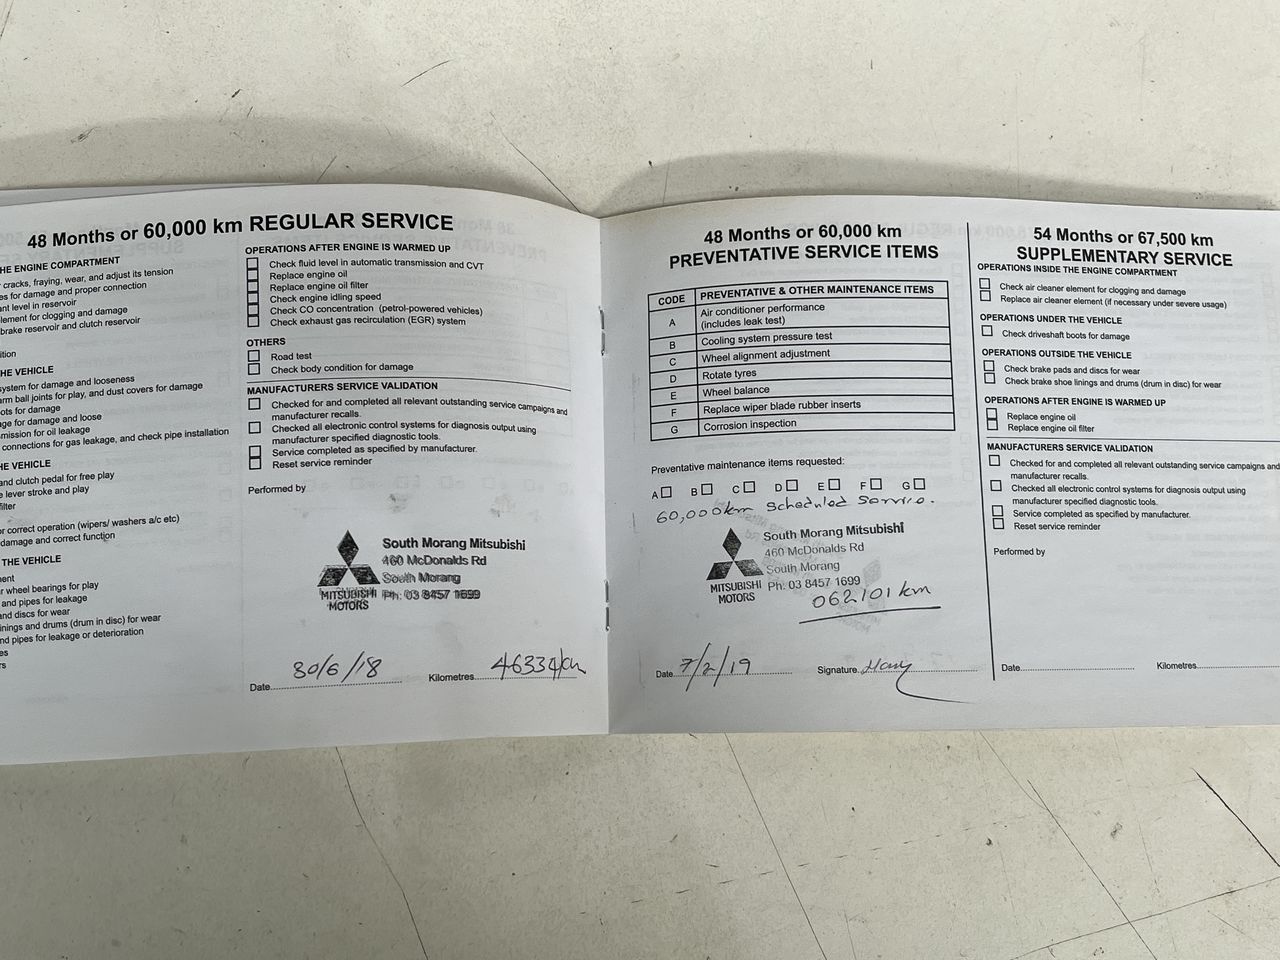 48 Months or 60,000 km REGULAR SERVICE
HE ENGINE COMPARTMENT
cracks, fraying, wear, and adjust its tension
es for damage and proper connection
nt level in reservoir
lement for clogging and damage
brake reservoir and clutch reservoir
ition
HE VEHICLE
ystem for damage and looseness
arm ball joints for play, and dust covers for damage
ots for damage
age for damage and loose
mission for oil leakage
connections for gas leakage, and check pipe installation
HE VEHICLE
and clutch pedal for free play
e lever stroke and play
filter
or correct operation (wipers/ washers a/c etc)
damage and correct function
THE VEHICLE
ment
r wheel bearings for play
and pipes for leakage
and discs for wear
inings and drums (drum in disc) for wear
nd pipes for leakage or deterioration
es
rs
OPERATIONS AFTER ENGINE IS WARMED UP
Check fluid level in automatic transmission and CVT
Replace engine oil
Replace engine oil filter
Check engine idling speed
Check CO concentration (petrol-powered vehicles)
Check exhaust gas recirculation (EGR) system
OTHERS
Road test
Check body condition for damage
MANUFACTURERS SERVICE VALIDATION
Checked for and completed all relevant outstanding service campaigns and
manufacturer recalls.
Checked all electronic control systems for diagnosis output using
manufacturer specified diagnostic tools.
Service completed as specified by manufacturer.
Reset service reminder
Performed by
South Morang Mitsubishi
460 McDonalds Rd
South Morang
MITSUBISHI Ph: 03 8457 1699
MOTORS
Date 30/6/18 Kilometres 46334km
48 Months or 60,000 km
PREVENTATIVE SERVICE ITEMS
CODE PREVENTATIVE & OTHER MAINTENANCE ITEMS
A Air conditioner performance
(includes leak test)
B Cooling system pressure test
C Wheel alignment adjustment
D Rotate tyres
E Wheel balance
F Replace wiper blade rubber inserts
G Corrosion inspection
Preventative maintenance items requested:
A B C D E F G
60,000km scheduled service.
South Morang Mitsubishi
460 McDonalds Rd
South Morang
MITSUBISHI Ph: 03 8457 1699
MOTORS
062101 km
Date 7/2/19 Signature
54 Months or 67,500 km
SUPPLEMENTARY SERVICE
OPERATIONS INSIDE THE ENGINE COMPARTMENT
Check air cleaner element for clogging and damage
Replace air cleaner element (if necessary under severe usage)
OPERATIONS UNDER THE VEHICLE
Check driveshaft boots for damage
OPERATIONS OUTSIDE THE VEHICLE
Check brake pads and discs for wear
Check brake shoe linings and drums (drum in disc) for wear
OPERATIONS AFTER ENGINE IS WARMED UP
Replace engine oil
Replace engine oil filter
MANUFACTURERS SERVICE VALIDATION
Checked for and completed all relevant outstanding service campaigns and
manufacturer recalls.
Checked all electronic control systems for diagnosis output using
manufacturer specified diagnostic tools.
Service completed as specified by manufacturer.
Reset service reminder
Performed by
Date Kilometres